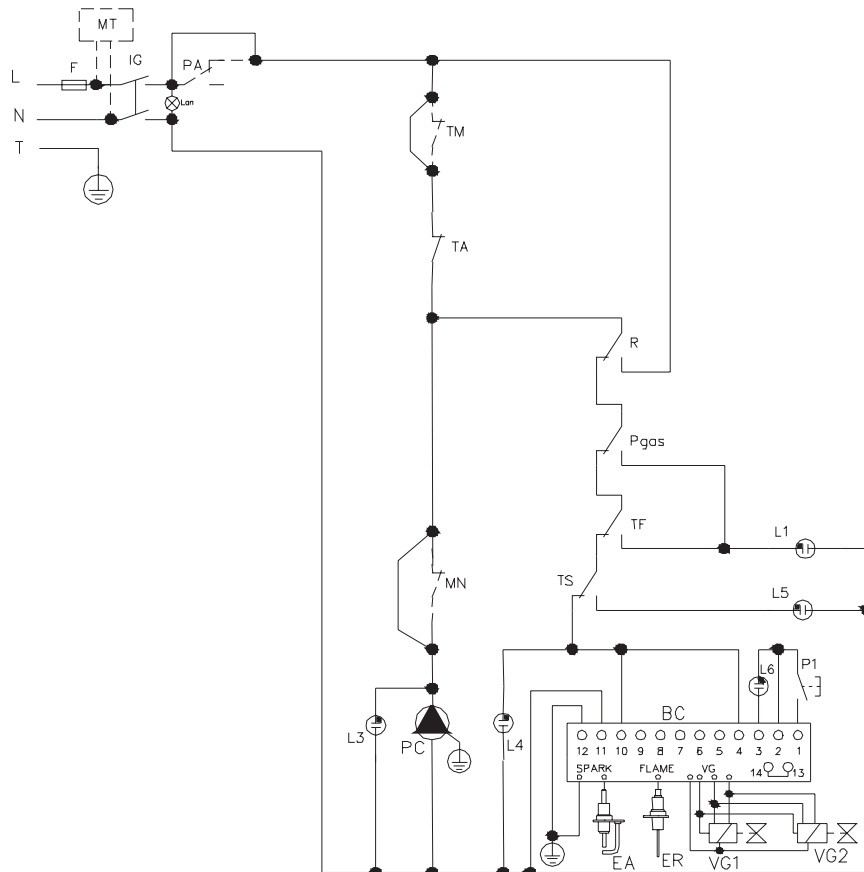 MT
F
IG
PA
L
Lan
N
TM
T
TA
R
Pgas
TF
L1
TS
MN
L5
L6
P1
L3
PC
L4
BC
12 11 10 9 8 7 6 5 4 3 2 1
SPARK FLAME VG 14 13
EA
ER
VG1
VG2